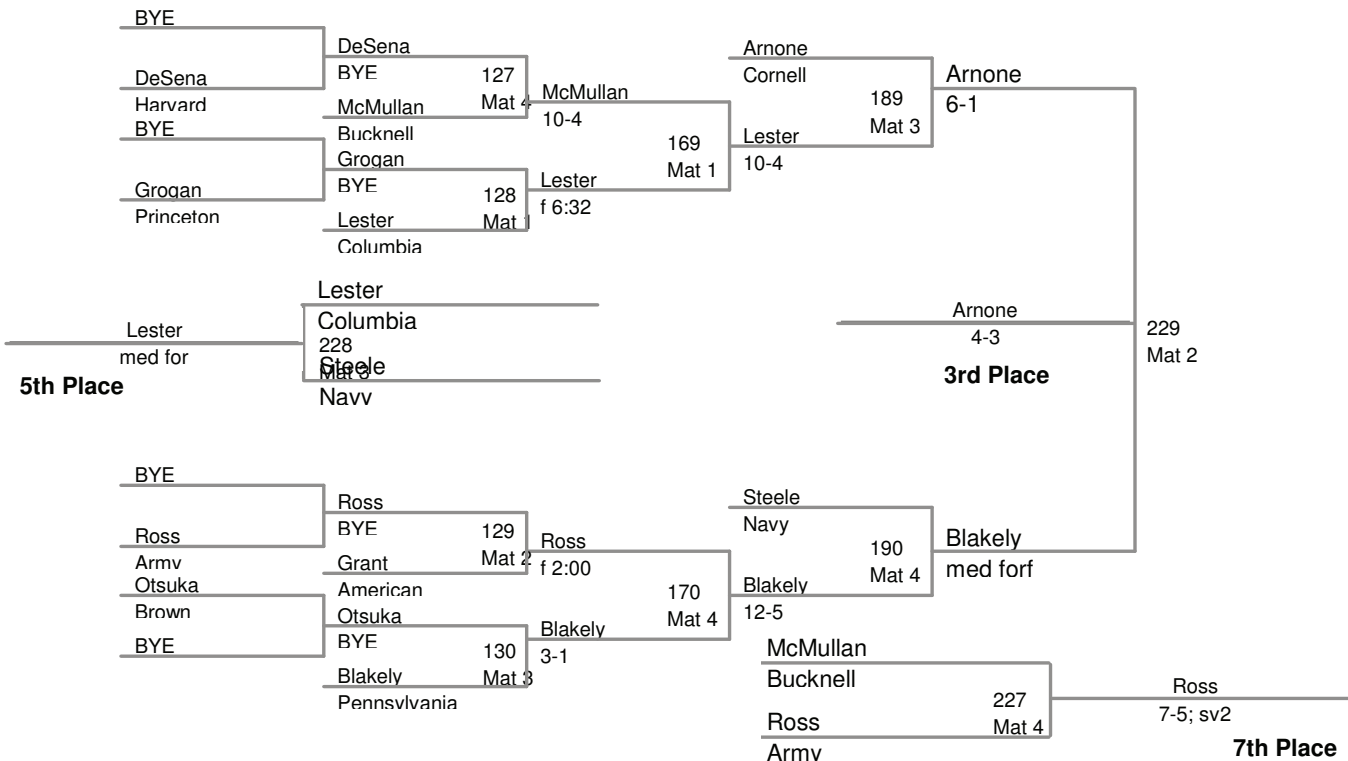 BYE
DeSena
Harvard
BYE
Grogan
Princeton
DeSena
BYE
127
Mat 4
McMullan
Bucknell
Grogan
BYE
128
Mat 1
Lester
Columbia
McMullan
10-4
169
Mat 1
Lester
f 6:32
Arnone
Cornell
189
Mat 3
Lester
10-4
Arnone
6-1
Lester
med for
5th Place
Lester
Columbia
228
Mat 3
Steele
Navy
Arnone
4-3
3rd Place
229
Mat 2
BYE
Ross
Army
Otsuka
Brown
BYE
Ross
BYE
129
Mat 2
Grant
American
Otsuka
BYE
130
Mat 3
Blakely
Pennsylvania
Ross
f 2:00
170
Mat 4
Blakely
3-1
Steele
Navy
190
Mat 4
Blakely
12-5
Blakely
med forf
McMullan
Bucknell
227
Mat 4
Ross
Army
Ross
7-5; sv2
7th Place